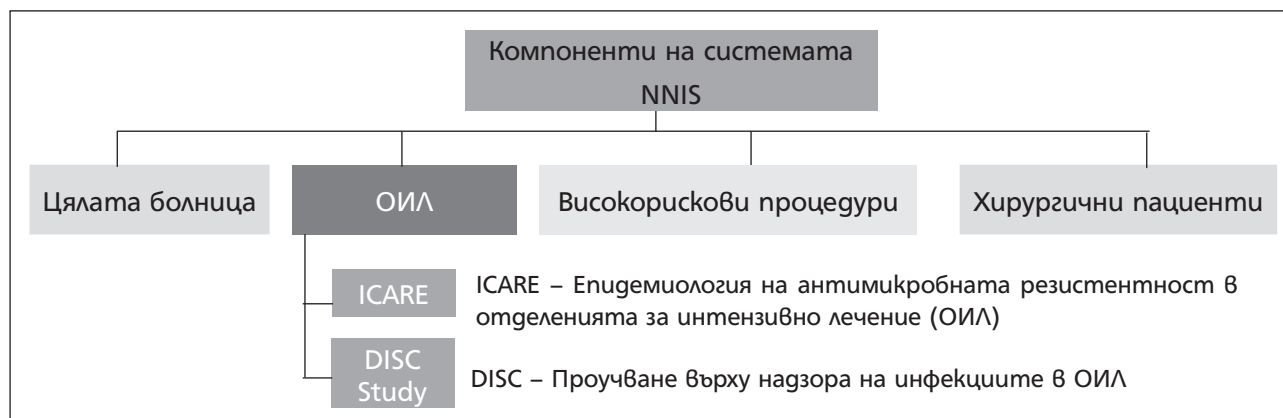 Компоненти на системата
NNIS
Цялата болница
ОИЛ
Високорискови процедури
Хирургични пациенти
ICARE
ICARE – Епидемиология на антимикробната резистентност в
отделенията за интензивно лечение (ОИЛ)
DISC
Study
DISC – Проучване върху надзора на инфекциите в ОИЛ